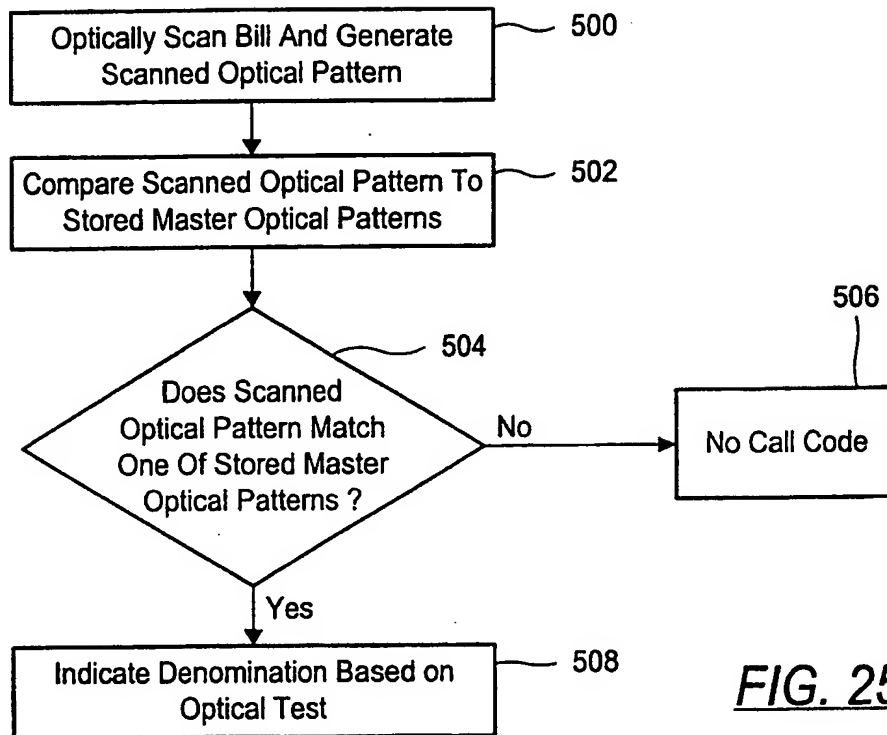 Optically Scan Bill And Generate
Scanned Optical Pattern
500
Compare Scanned Optical Pattern To
Stored Master Optical Patterns
502
504
Does Scanned
Optical Pattern Match
One Of Stored Master
Optical Patterns ?
No
506
No Call Code
Yes
Indicate Denomination Based on
Optical Test
508
FIG. 25